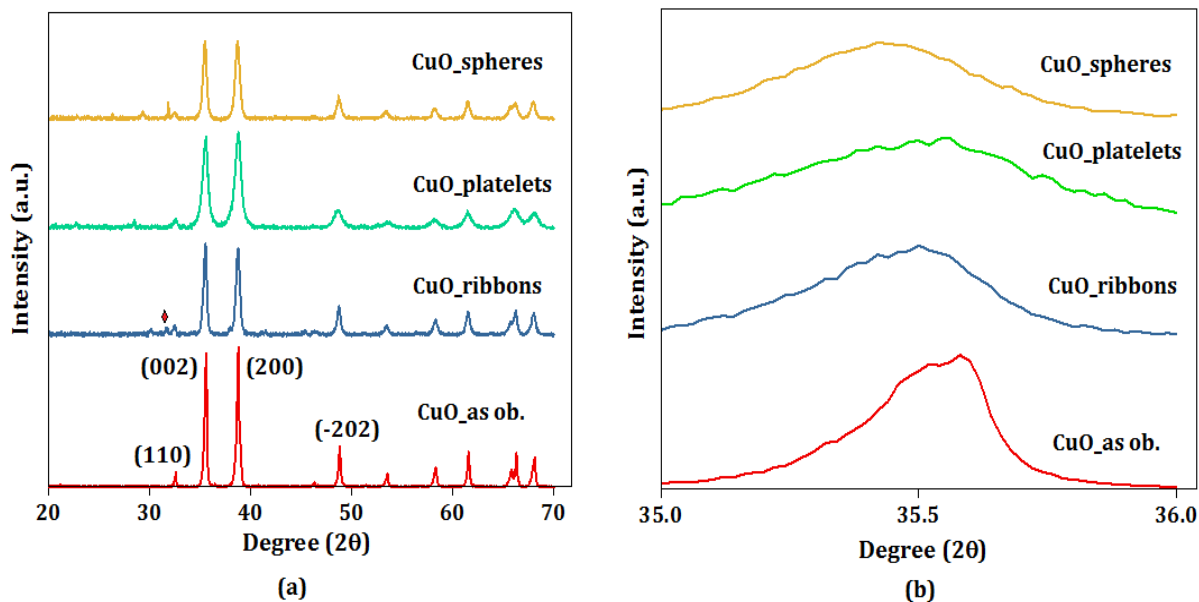 CuO_spheres
CuO_platelets
CuO_ribbons
(002) (200)
CuO_as ob.
(-202)
(110)
Intensity (a.u.)
20 30 40 50 60 70
Degree (2θ)
(a)
CuO_spheres
CuO_platelets
CuO_ribbons
CuO_as ob.
Intensity (a.u.)
35.0 35.5 36.0
Degree (2θ)
(b)